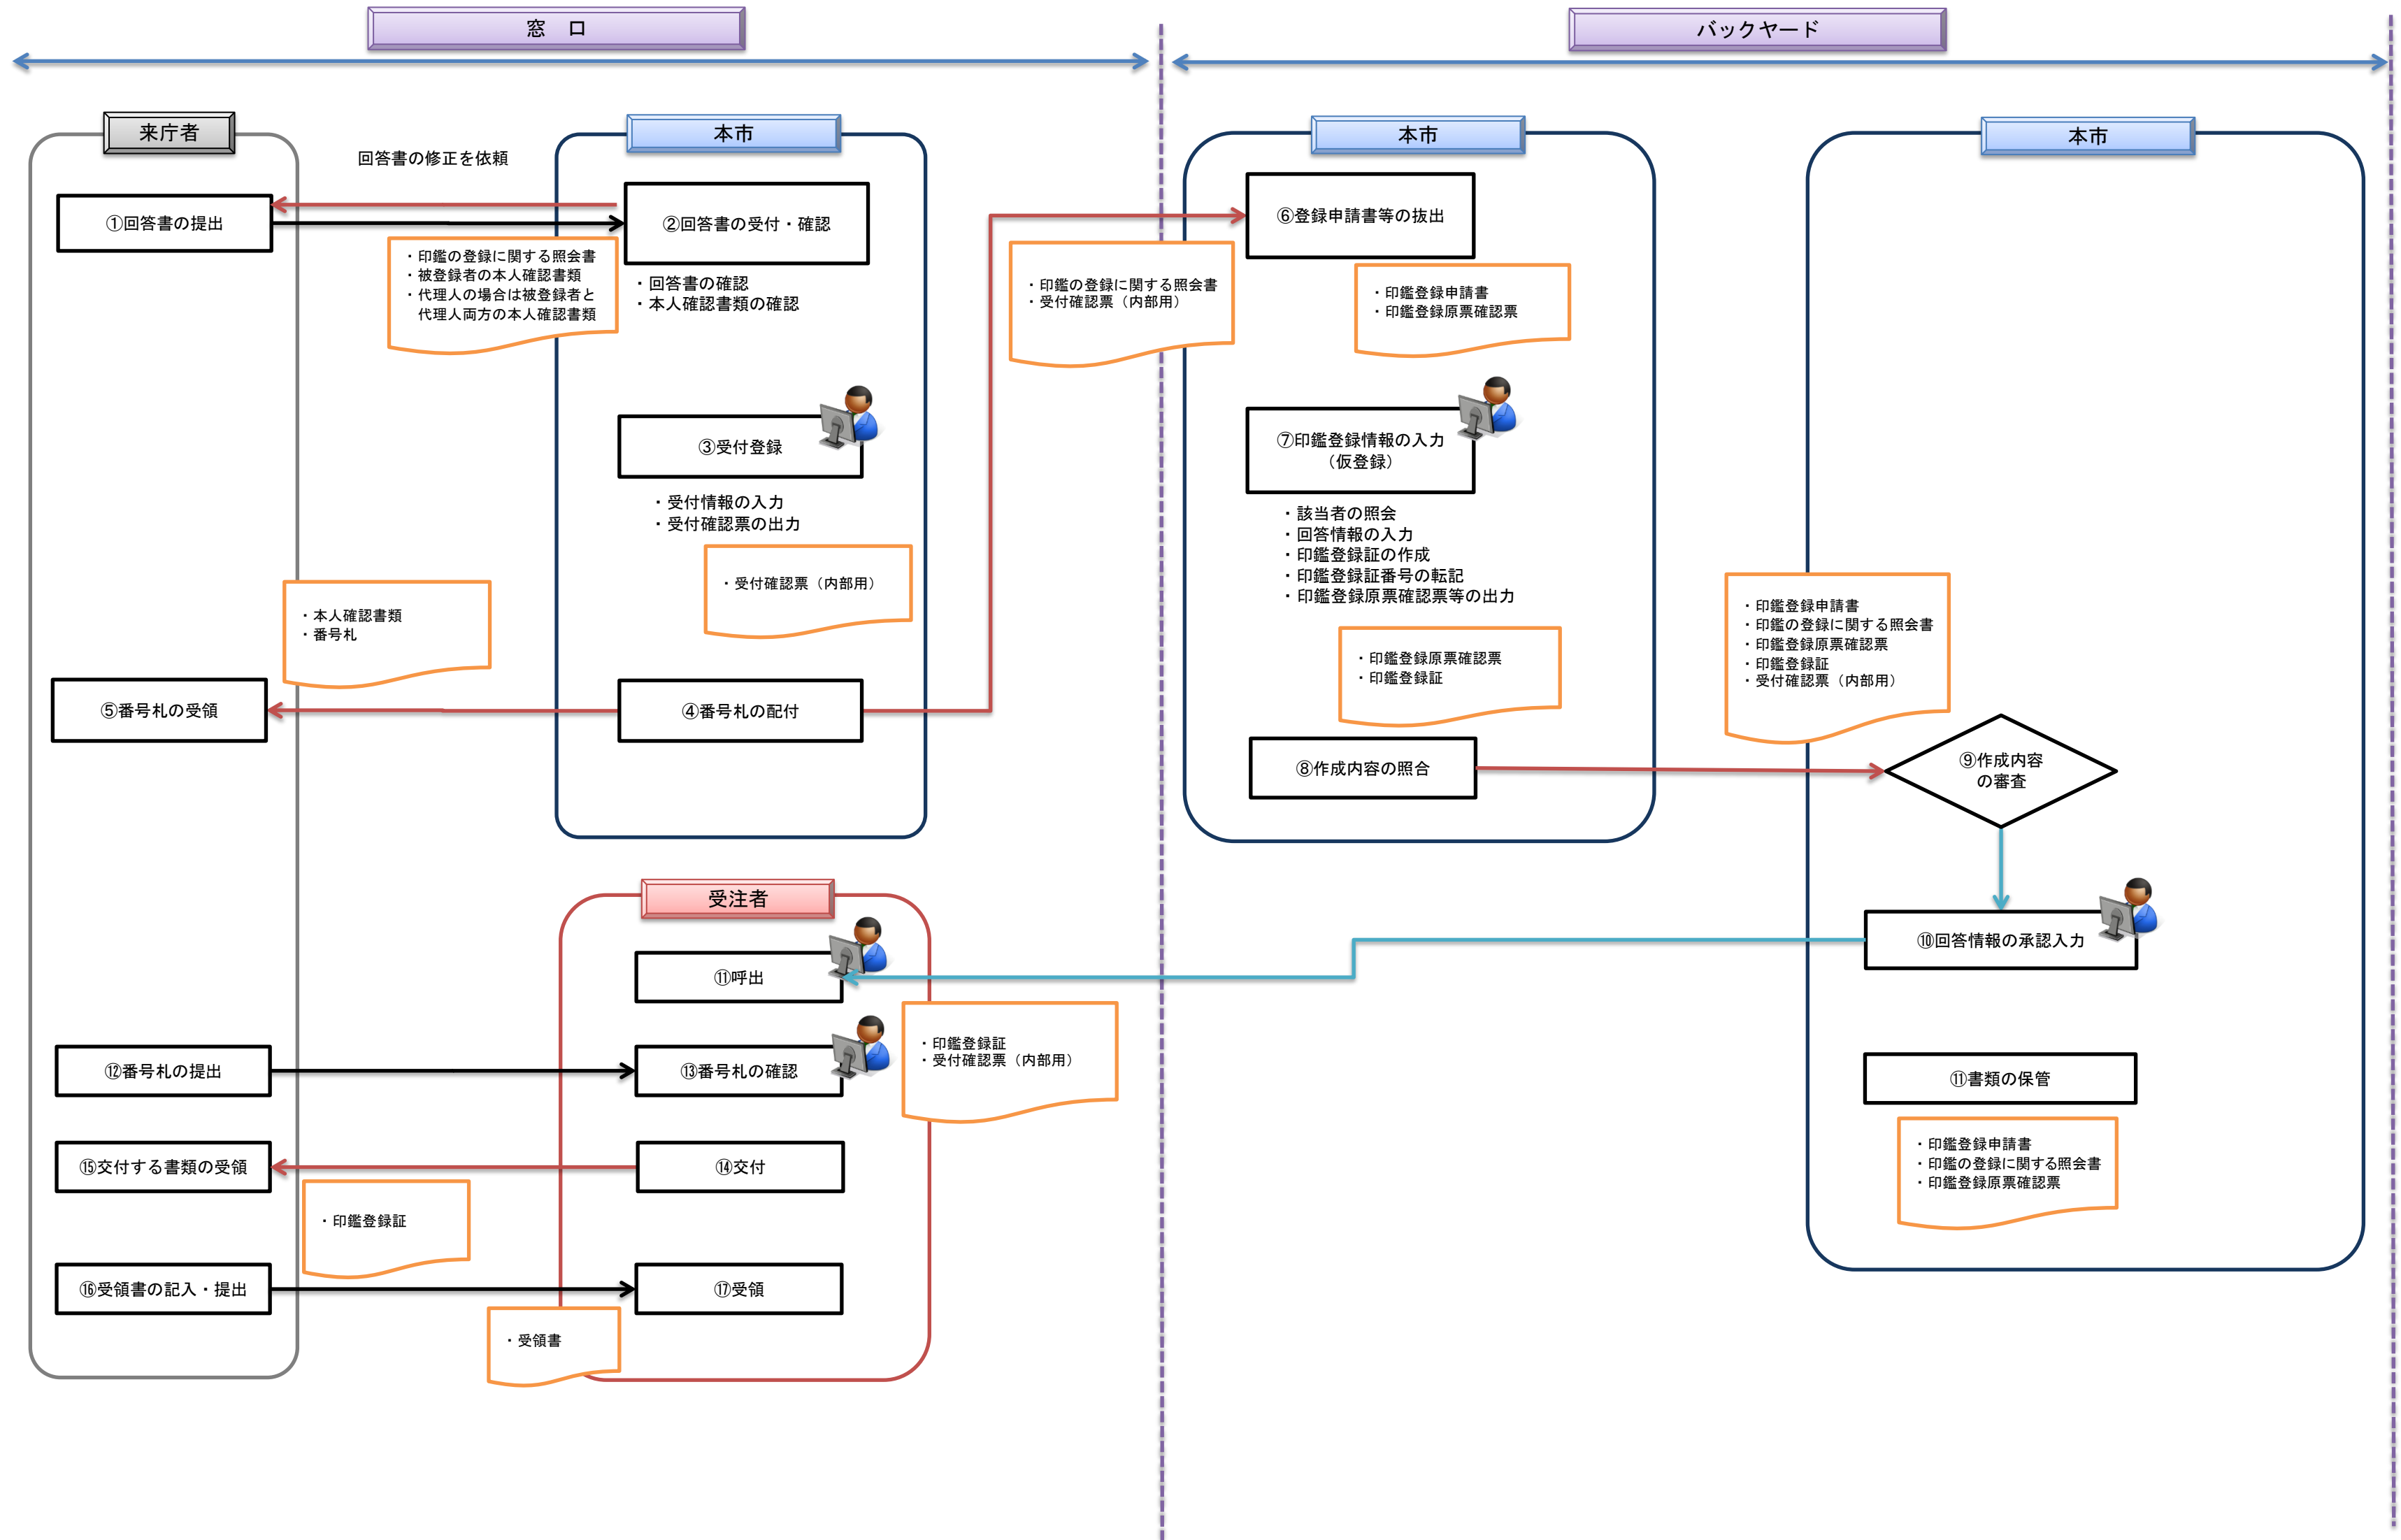 窓　口
バックヤード
来庁者
本市
本市
本市
回答書の修正を依頼
①回答書の提出
②回答書の受付・確認
・印鑑の登録に関する照会書
・被登録者の本人確認書類
・代理人の場合は被登録者と
代理人両方の本人確認書類
・回答書の確認
・本人確認書類の確認
③受付登録
・受付情報の入力
・受付確認票の出力
・受付確認票（内部用）
・本人確認書類
・番号札
⑤番号札の受領
④番号札の配付
・印鑑の登録に関する照会書
・受付確認票（内部用）
⑥登録申請書等の抜出
・印鑑登録申請書
・印鑑登録原票確認票
⑦印鑑登録情報の入力
（仮登録）
・該当者の照会
・回答情報の入力
・印鑑登録証の作成
・印鑑登録証番号の転記
・印鑑登録原票確認票等の出力
・印鑑登録原票確認票
・印鑑登録証
⑧作成内容の照合
・印鑑登録申請書
・印鑑の登録に関する照会書
・印鑑登録原票確認票
・印鑑登録証
・受付確認票（内部用）
⑨作成内容
の審査
⑩回答情報の承認入力
受注者
⑪呼出
・印鑑登録証
・受付確認票（内部用）
⑫番号札の提出
⑬番号札の確認
⑪書類の保管
・印鑑登録申請書
・印鑑の登録に関する照会書
・印鑑登録原票確認票
⑮交付する書類の受領
⑭交付
・印鑑登録証
⑯受領書の記入・提出
⑰受領
・受領書